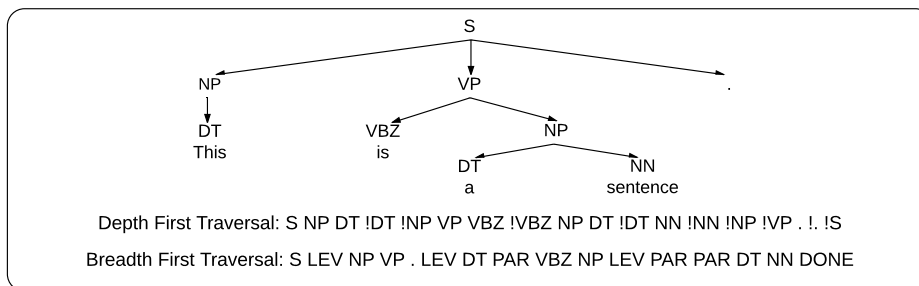 S
NP VP .
DT VBZ NP
This is
DT NN
a sentence
Depth First Traversal: S NP DT !DT !NP VP VBZ !VBZ NP DT !DT NN !NN !NP !VP . !. !S
Breadth First Traversal: S LEV NP VP . LEV DT PAR VBZ NP LEV PAR PAR DT NN DONE